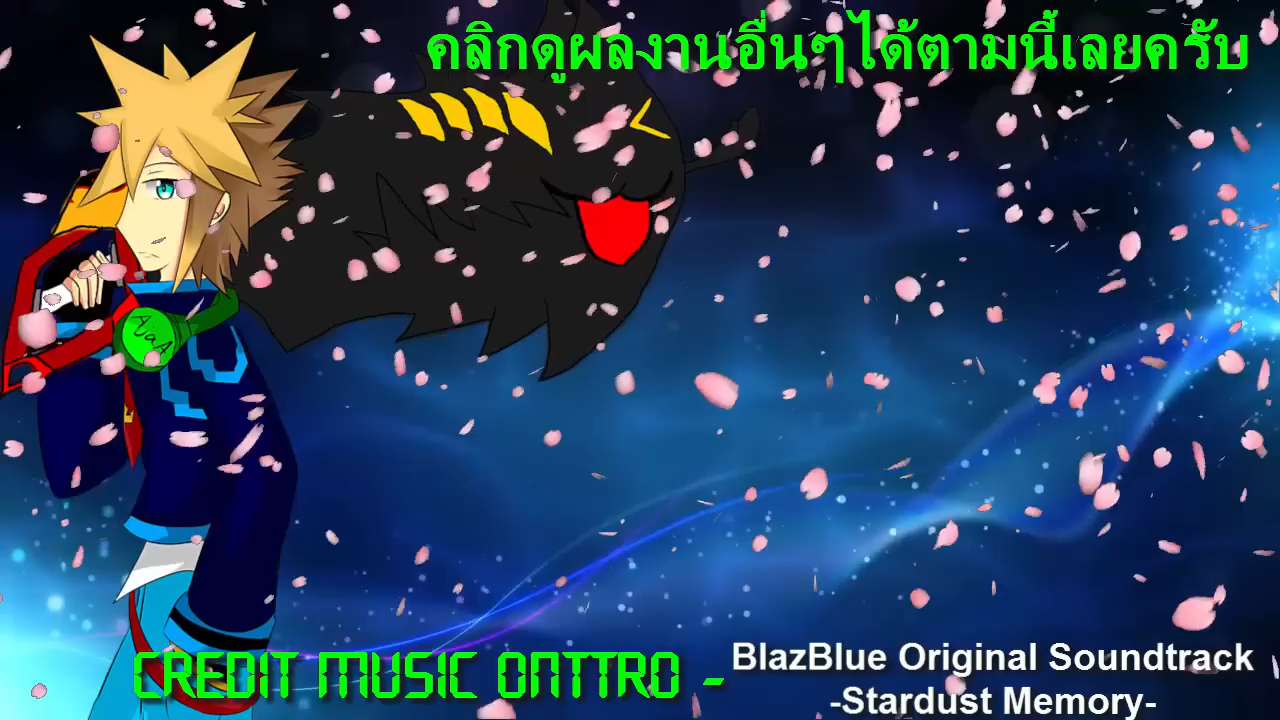 คลิกดูผลงานอื่นๆได้ตามนี้เลยครับ
AJaA
CREDIT MUSIC ONTTRO -
BlazBlue Original Soundtrack
-Stardust Memory-